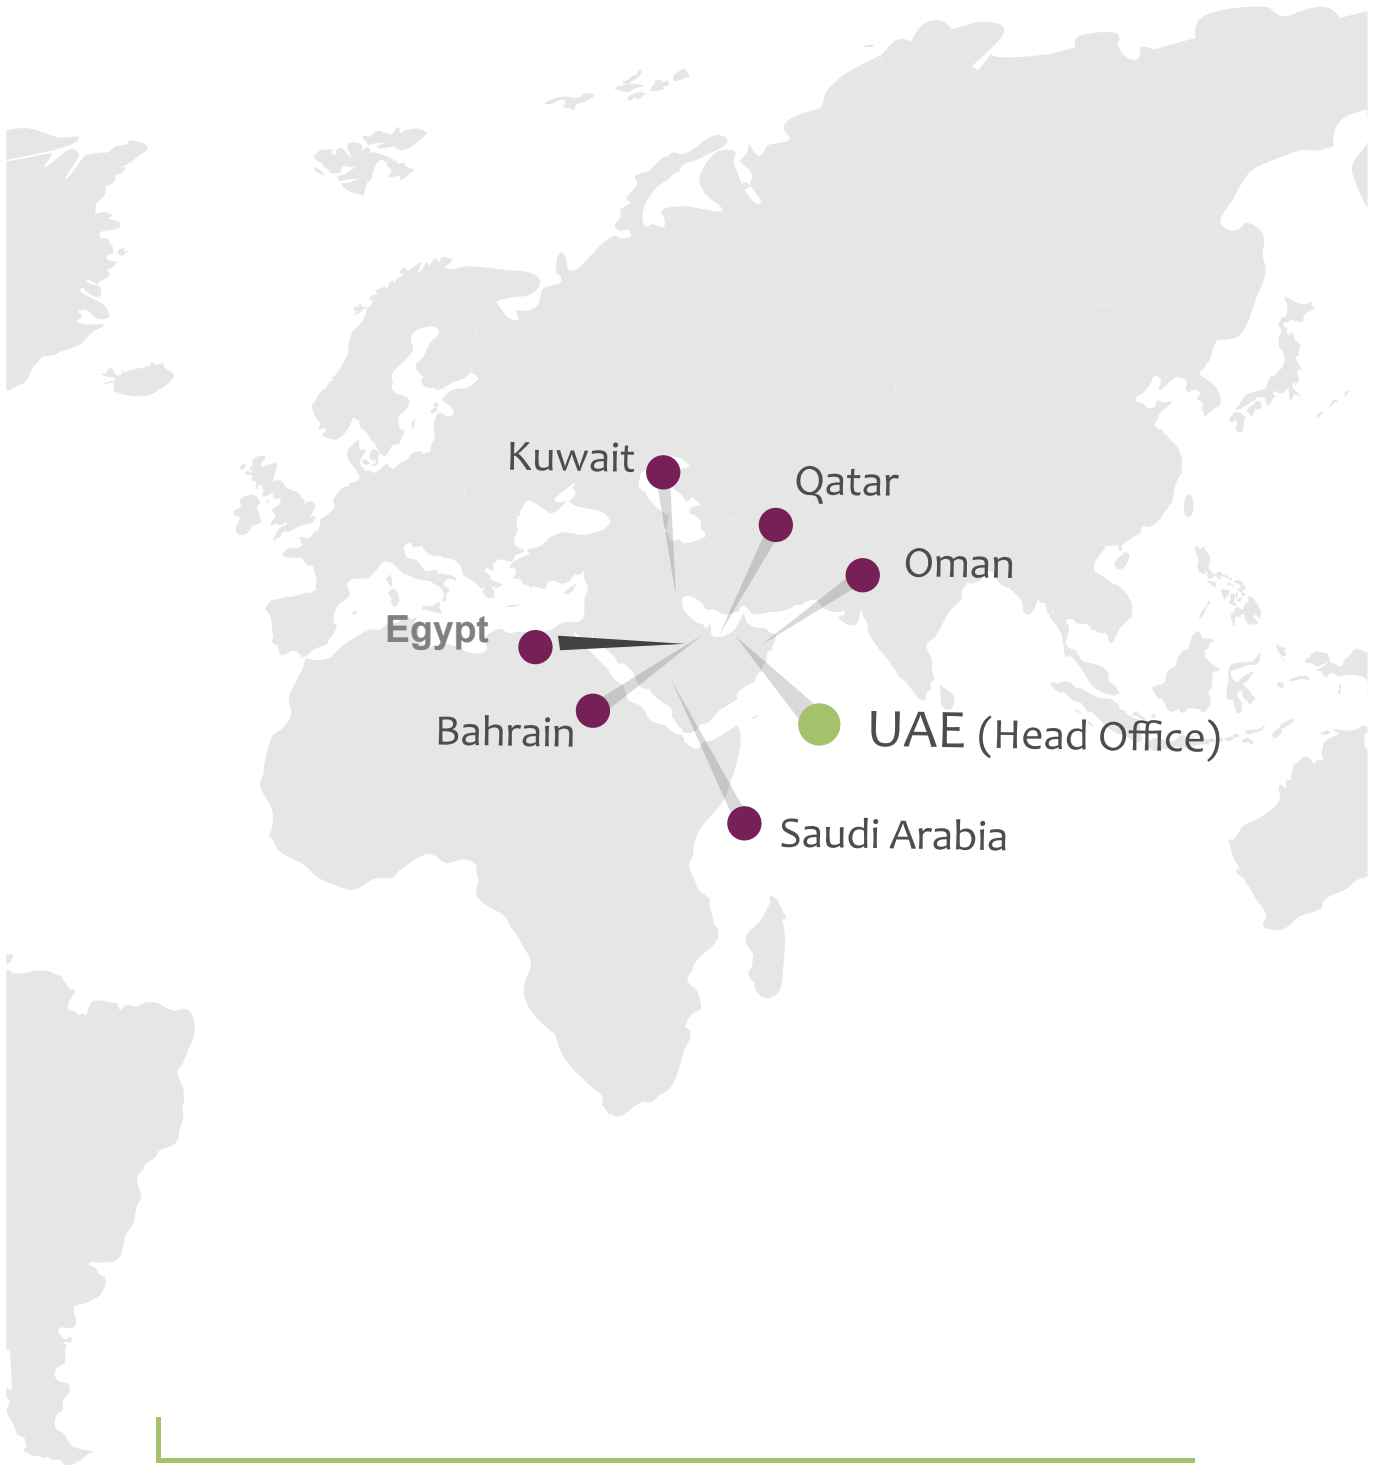 Kuwait
Qatar
Oman
Egypt
Bahrain
UAE (Head Office)
Saudi Arabia